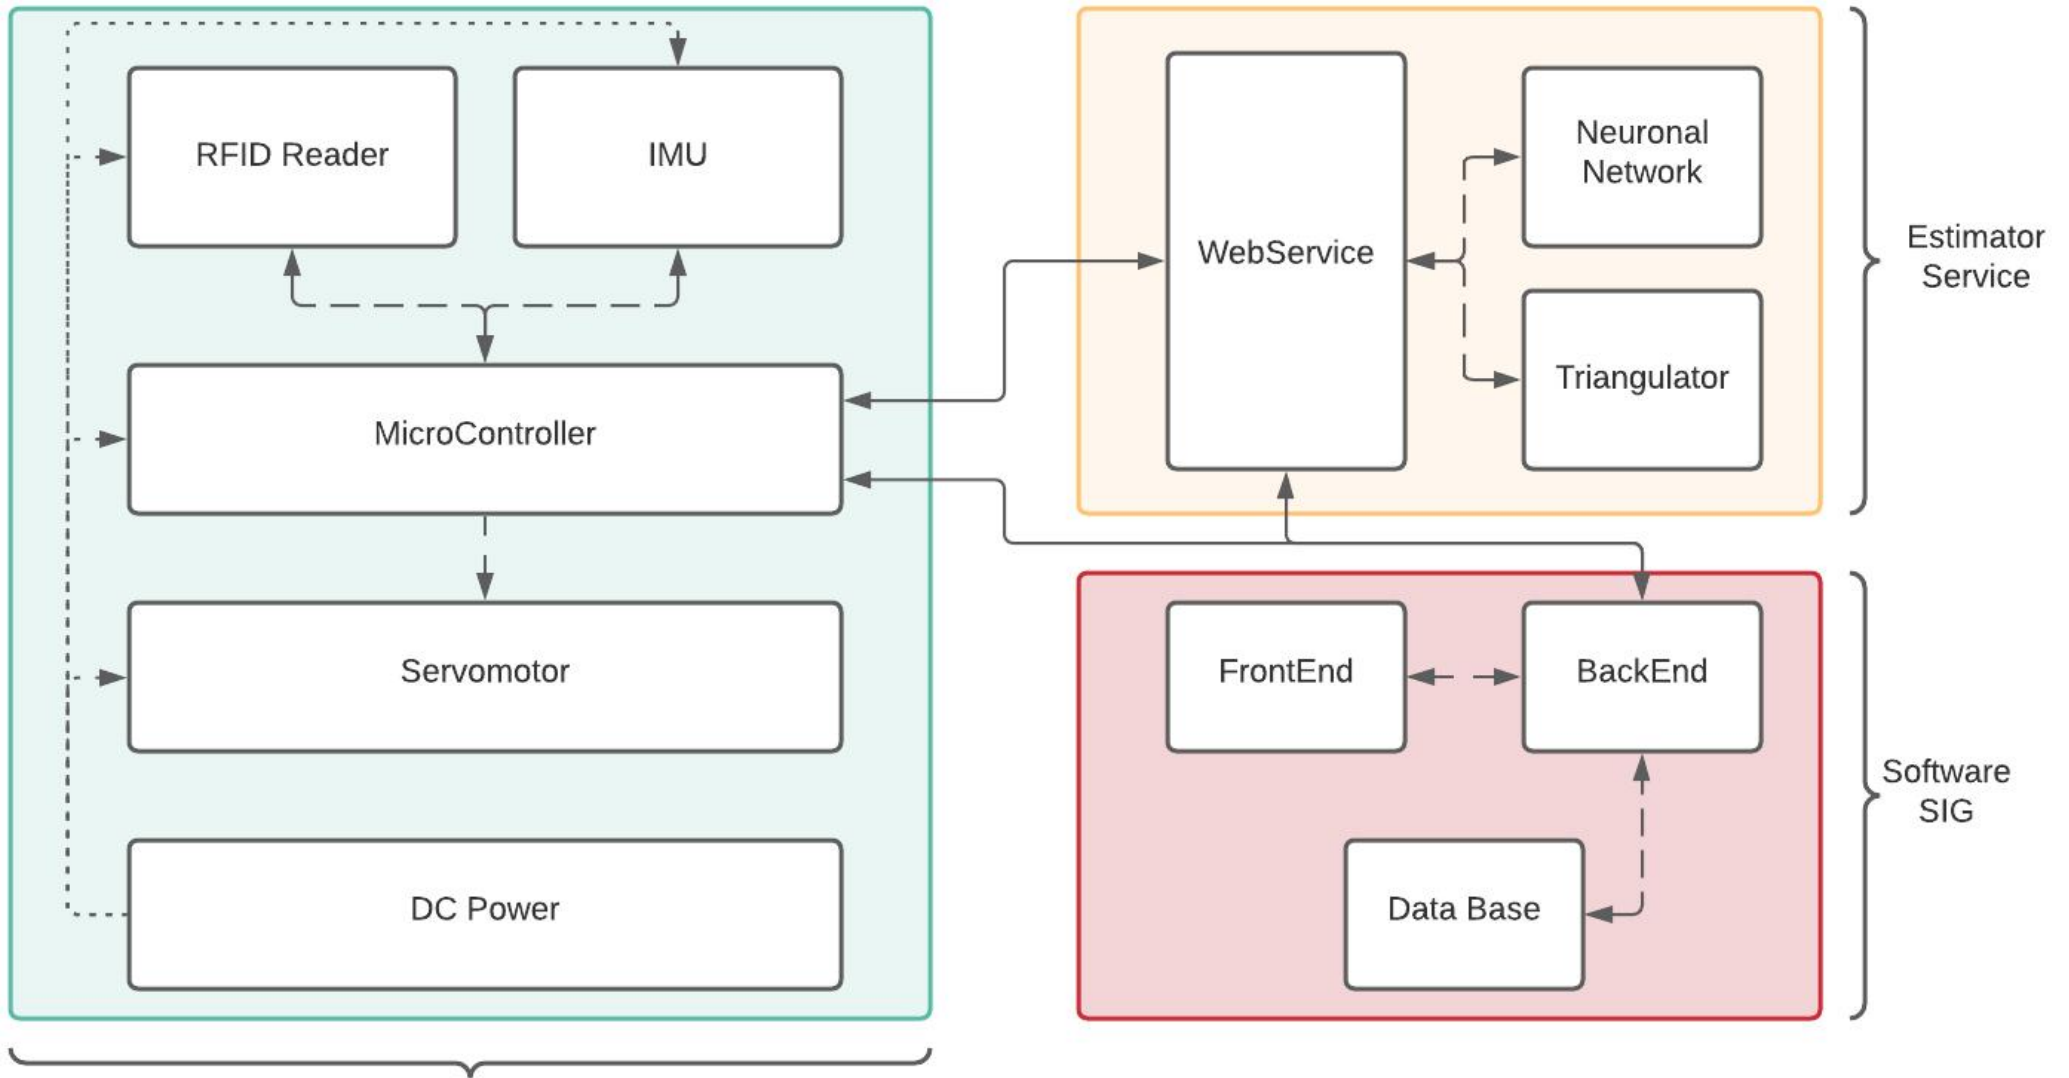 RFID Reader
IMU
MicroController
Servomotor
DC Power
WebService
Neuronal
Network
Triangulator
Estimator
Service
FrontEnd
BackEnd
Data Base
Software
SIG